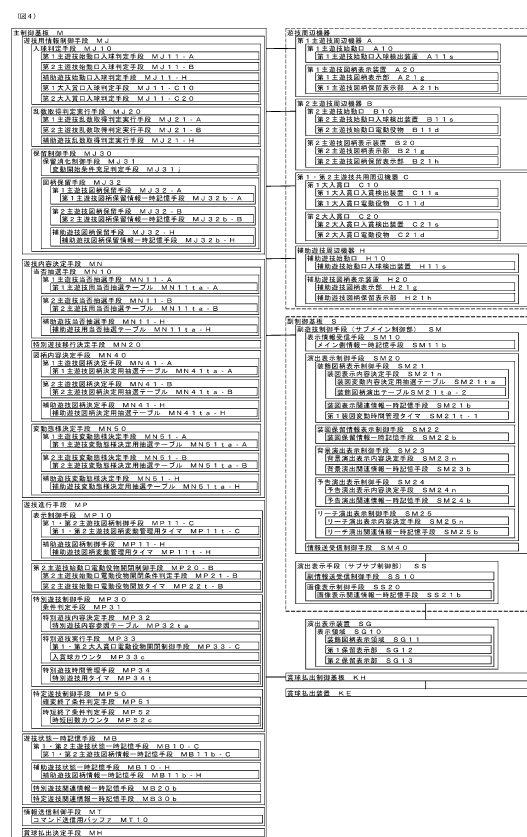 (図4)
主制御基板 M
遊技用情報制御手段 MJ
入球判定手段 MJ10
第1主遊技始動口入球判定手段 MJ11-A
第2主遊技始動口入球判定手段 MJ11-B
補助遊技始動口入球判定手段 MJ11-H
第1大入賞口入球判定手段 MJ11-C10
第2大入賞口入球判定手段 MJ11-C20
乱数取得判定実行手段 MJ20
第1主遊技乱数取得判定実行手段 MJ21-A
第2主遊技乱数取得判定実行手段 MJ21-B
補助遊技乱数取得判定実行手段 MJ21-H
保留制御手段 MJ30
保留消化制御手段 MJ31
変動開始条件充足判定手段 MJ31j
図柄保留手段 MJ32
第1主遊技図柄保留手段 MJ32-A
第1主遊技図柄保留情報一時記憶手段 MJ32b-A
第2主遊技図柄保留手段 MJ32-B
第2主遊技図柄保留情報一時記憶手段 MJ32b-B
補助遊技図柄保留手段 MJ32-H
補助遊技図柄保留情報一時記憶手段 MJ32b-H
遊技内容決定手段 MN
当否抽選手段 MN10
第1主遊技当否抽選手段 MN11-A
第1主遊技用当否抽選テーブル MN11ta-A
第2主遊技当否抽選手段 MN11-B
第2主遊技用当否抽選テーブル MN11ta-B
補助遊技当否抽選手段 MN11-H
補助遊技用当否抽選テーブル MN11ta-H
特別遊技移行決定手段 MN20
図柄内容決定手段 MN40
第1主遊技図柄決定手段 MN41-A
第1主遊技図柄決定用抽選テーブル MN41ta-A
第2主遊技図柄決定手段 MN41-B
第2主遊技図柄決定用抽選テーブル MN41ta-B
補助遊技図柄決定手段 MN41-H
補助遊技図柄決定用抽選テーブル MN41ta-H
変動態様決定手段 MN50
第1主遊技変動態様決定手段 MN51-A
第1主遊技変動態様決定用抽選テーブル MN51ta-A
第2主遊技変動態様決定手段 MN51-B
第2主遊技変動態様決定用抽選テーブル MN51ta-B
補助遊技変動態様決定手段 MN51-H
補助遊技変動態様決定用抽選テーブル MN51ta-H
遊技進行手段 MP
表示制御手段 MP10
第1・第2主遊技図柄制御手段 MP11-C
第1・第2主遊技図柄変動管理用タイマ MP11t-C
補助遊技図柄制御手段 MP11-H
補助遊技図柄変動管理用タイマ MP11t-H
第2主遊技始動口電動役物開閉制御手段 MP20-B
第2主遊技始動口電動役物開閉条件判定手段 MP21-B
第2主遊技始動口電動役物開放タイマ MP22t-B
特別遊技制御手段 MP30
条件判定手段 MP31
特別遊技内容決定手段 MP32
特別遊技内容参照テーブル MP32ta
特別遊技実行手段 MP33
第1・第2大入賞口電動役物開閉制御手段 MP33-C
入賞球カウンタ MP33c
特別遊技時間管理手段 MP34
特別遊技用タイマ MP34t
特定遊技制御手段 MP50
確変終了条件判定手段 MP51
時短終了条件判定手段 MP52
時短回数カウンタ MP52c
遊技状態一時記憶手段 MB
第1・第2主遊技状態一時記憶手段 MB10-C
第1・第2主遊技図柄情報一時記憶手段 MB11b-C
補助遊技状態一時記憶手段 MB10-H
補助遊技図柄情報一時記憶手段 MB11b-H
特別遊技関連情報一時記憶手段 MB20b
特定遊技関連情報一時記憶手段 MB30b
情報送信制御手段 MT
コマンド送信用バッファ MT10
賞球払出決定手段 MH
遊技周辺機器
第1主遊技周辺機器 A
第1主遊技始動口 A10
第1主遊技始動口入球検出装置 A11s
第1主遊技図柄表示装置 A20
第1主遊技図柄表示部 A21g
第1主遊技図柄保留表示部 A21h
第2主遊技周辺機器 B
第2主遊技始動口 B10
第2主遊技始動口入球検出装置 B11s
第2主遊技始動口電動役物 B11d
第2主遊技図柄表示装置 B20
第2主遊技図柄表示部 B21g
第2主遊技図柄保留表示部 B21h
第1・第2主遊技共用周辺機器 C
第1大入賞口 C10
第1大入賞口入賞検出装置 C11s
第1大入賞口電動役物 C11d
第2大入賞口 C20
第2大入賞口入賞検出装置 C21s
第2大入賞口電動役物 C21d
補助遊技周辺機器 H
補助遊技始動口 H10
補助遊技始動口入球検出装置 H11s
補助遊技図柄表示装置 H20
補助遊技図柄表示部 H21g
補助遊技図柄保留表示部 H21h
副制御基板 S
副遊技制御手段(サブメイン制御部) SM
表示情報受信手段 SM10
メイン側情報一時記憶手段 SM11b
演出表示制御手段 SM20
装飾図柄表示制御手段 SM21
装図表示内容決定手段 SM21n
装図変動内容決定用抽選テーブル SM21ta
装飾図柄演出テーブルSM21ta-2
装図表示関連情報一時記憶手段 SM21b
第1装図変動時間管理タイマ SM21t-1
装図保留情報表示制御手段 SM22
装図保留情報一時記憶手段 SM22b
背景演出表示制御手段 SM23
背景演出表示内容決定手段 SM23n
背景演出関連情報一時記憶手段 SM23b
予告演出表示制御手段 SM24
予告演出表示内容決定手段 SM24n
予告演出関連情報一時記憶手段 SM24b
リーチ演出表示制御手段 SM25
リーチ演出表示内容決定手段 SM25n
リーチ演出関連情報一時記憶手段 SM25b
情報送受信制御手段 SM40
演出表示手段(サブサブ制御部) SS
副情報送受信制御手段 SS10
画像表示制御手段 SS20
画像表示関連情報一時記憶手段 SS21b
演出表示装置 SG
表示領域 SG10
装飾図柄表示領域 SG11
第1保留表示部 SG12
第2保留表示部 SG13
賞球払出制御基板 KH
賞球払出装置 KE